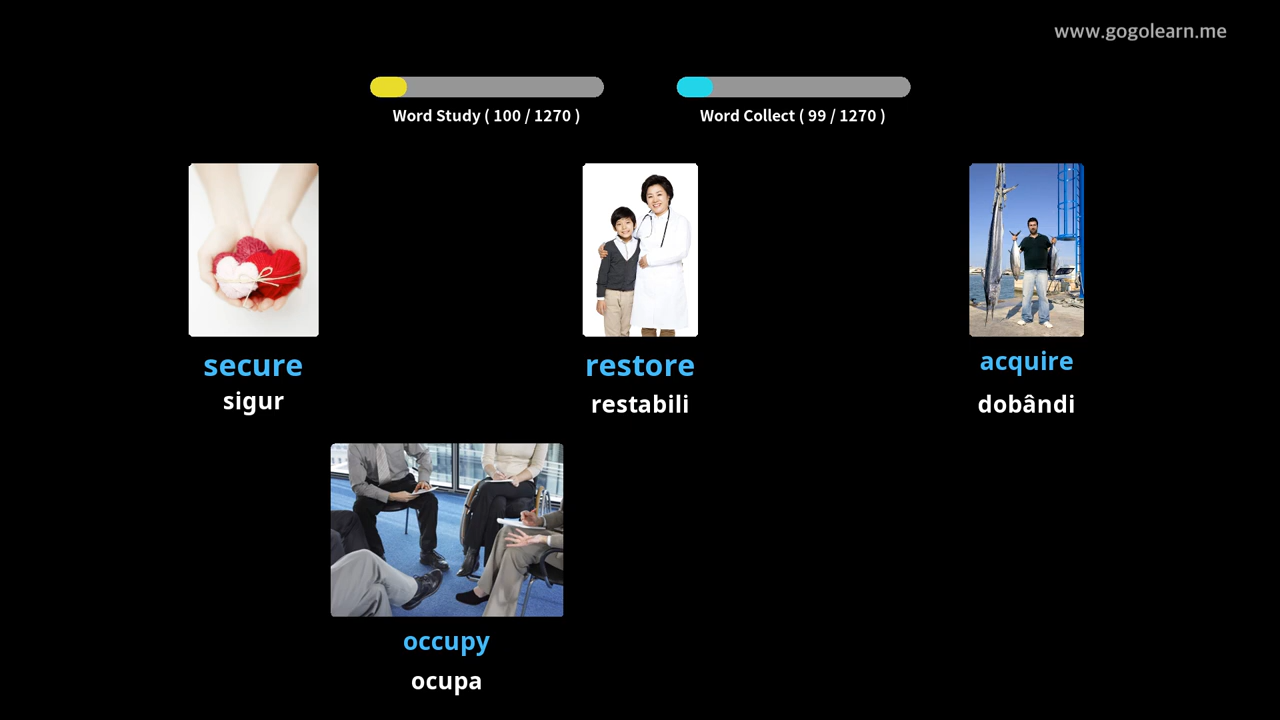 www.gogolearn.me
Word Study ( 100 / 1270 )
Word Collect ( 99 / 1270 )
secure
sigur
restore
restabili
acquire
dobândi
occupy
ocupa